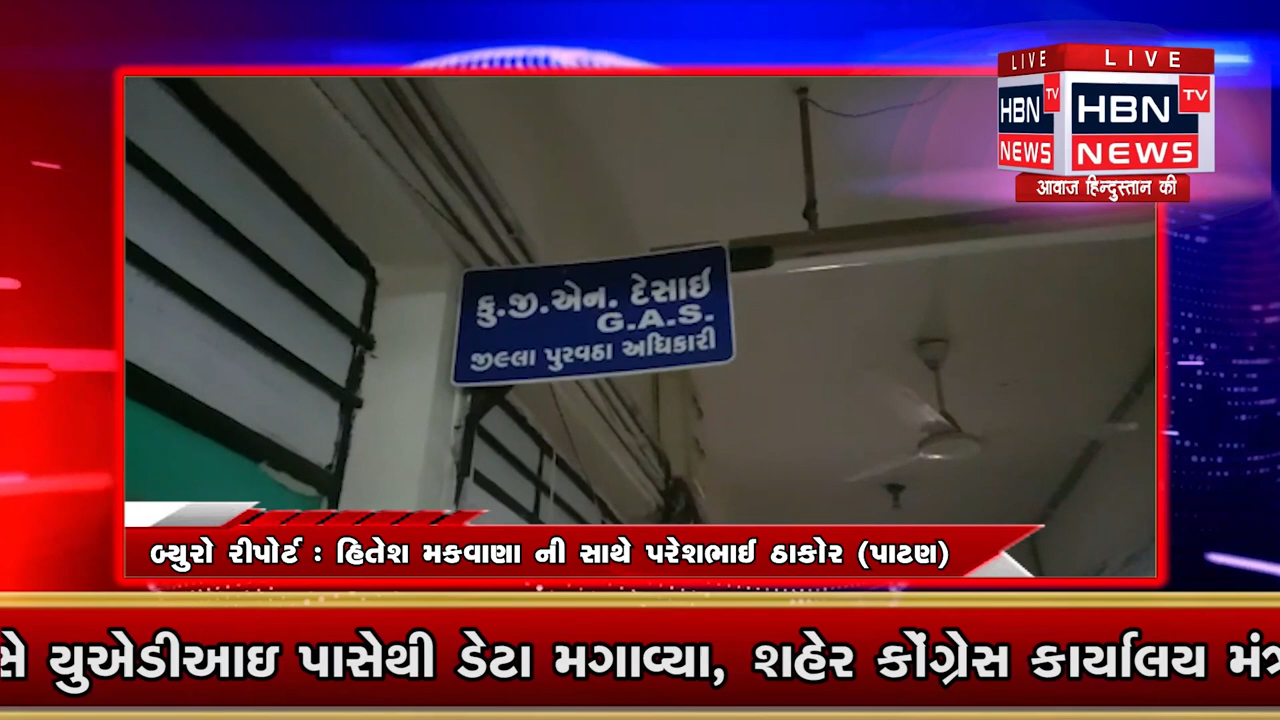 LIVE LIVE
HBN TV HBN TV
NEWS NEWS
आवाज हिन्दुस्तान की
કુ.જી.એન. દેસાઈ
G.A.S.
જીલ્લા પુરવઠા અધિકારી
બ્યુરો રીપોર્ટ : હિતેશ મકવાણા ની સાથે પરેશભાઈ ઠાકોર (પાટણ)
સે યુએડીઆઇ પાસેથી ડેટા મગાવ્યા, શહેર કોંગ્રેસ કાર્યાલય